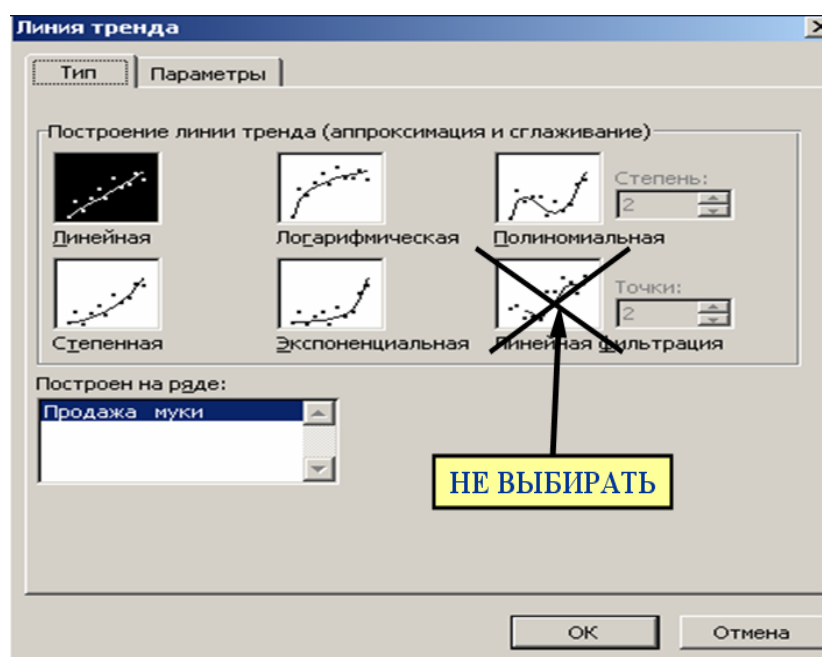 Линия тренда
Тип Параметры
Построение линии тренда (аппроксимация и сглаживание)
Степень:
2
Линейная Логарифмическая Полиномиальная
Точки:
2
Степенная Экспоненциальная Линейная фильтрация
Построен на ряде:
Продажа муки
НЕ ВЫБИРАТЬ
ОК Отмена